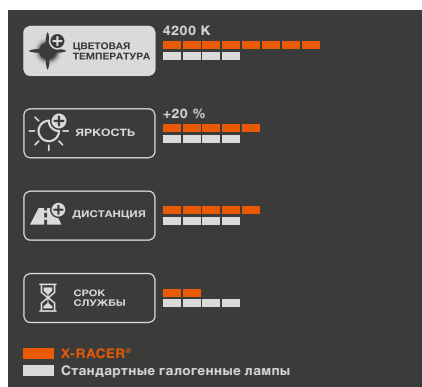 4200 K
ЦВЕТОВАЯ
ТЕМПЕРАТУРА
+20 %
ЯРКОСТЬ
ДИСТАНЦИЯ
СРОК
СЛУЖБЫ
X-RACER®
Стандартные галогенные лампы